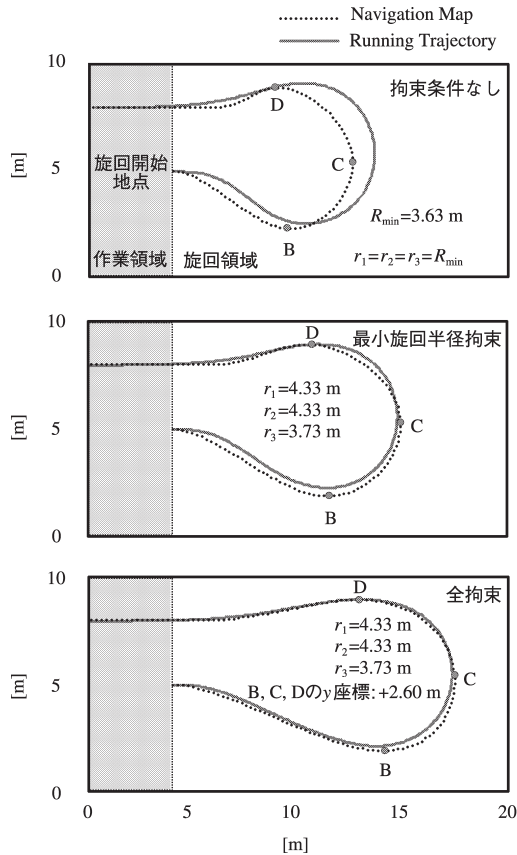 Navigation Map
Running Trajectory
10
拘束条件なし
D
[m]
5
旋回開始
地点
C
R_min=3.63 m
B
作業領域
旋回領域
r1=r2=r3=R_min
0
10
D
最小旋回半径拘束
r1=4.33 m
r2=4.33 m
r3=3.73 m
[m]
5
C
B
0
10
D
全拘束
r1=4.33 m
r2=4.33 m
r3=3.73 m
[m]
5
B, C, Dのy座標:+2.60 m
C
B
0
0 5 10 15 20
[m]